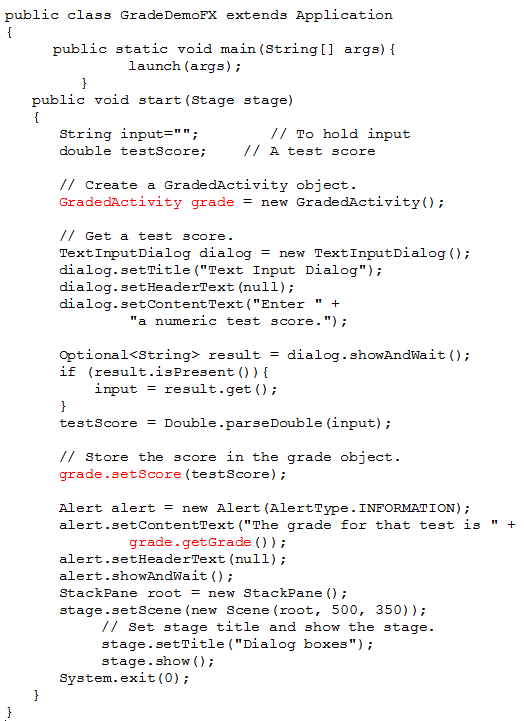 public class GradeDemoFX extends Application
{
public static void main(String[] args){
launch(args);
}
public void start(Stage stage)
{
String input=""; // To hold input
double testScore; // A test score
// Create a GradedActivity object.
GradedActivity grade = new GradedActivity();
// Get a test score.
TextInputDialog dialog = new TextInputDialog();
dialog.setTitle("Text Input Dialog");
dialog.setHeaderText(null);
dialog.setContentText("Enter " +
"a numeric test score.");
Optional<String> result = dialog.showAndWait();
if (result.isPresent()){
input = result.get();
}
testScore = Double.parseDouble(input);
// Store the score in the grade object.
grade.setScore(testScore);
Alert alert = new Alert(AlertType.INFORMATION);
alert.setContentText("The grade for that test is " +
grade.getGrade());
alert.setHeaderText(null);
alert.showAndWait();
StackPane root = new StackPane();
stage.setScene(new Scene(root, 500, 350));
// Set stage title and show the stage.
stage.setTitle("Dialog boxes");
stage.show();
System.exit(0);
}
}